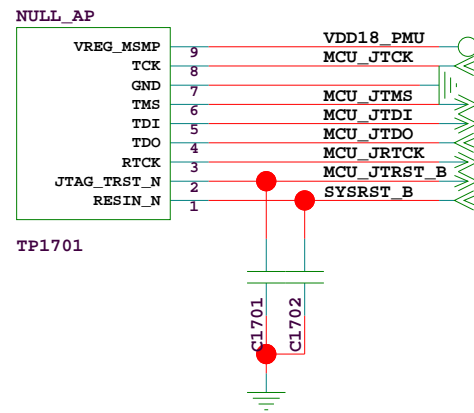 NULL_AP
VREG_MSMP 9 VDD18_PMU
TCK 8 MCU_JTCK
GND 7
TMS 6 MCU_JTMS
TDI 5 MCU_JTDI
TDO 4 MCU_JTDO
RTCK 3 MCU_JRTCK
JTAG_TRST_N 2 MCU_JTRST_B
RESIN_N 1 SYSRST_B
TP1701
C1701
C1702